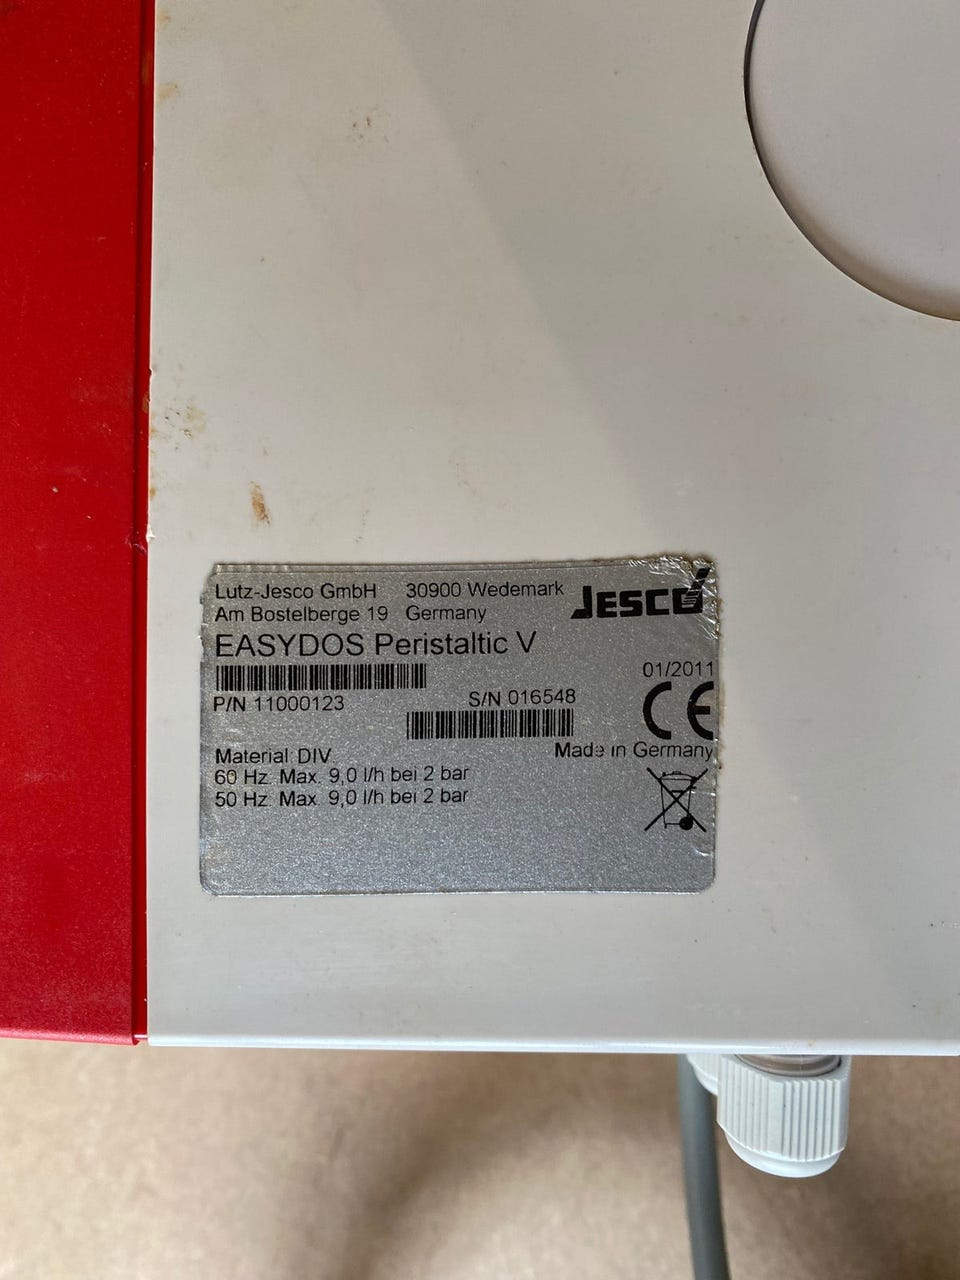 Lutz-Jesco GmbH 30900 Wedemark
Am Bostelberge 19 Germany
JESCO
EASYDOS Peristaltic V
01/2011
P/N 11000123
S/N 016548
CE
Made in Germany
Material DIV
60 Hz Max. 9,0 l/h bei 2 bar
50 Hz Max. 9,0 l/h bei 2 bar